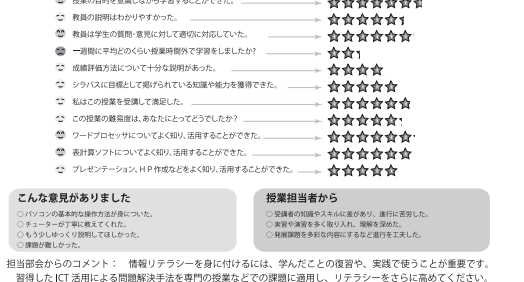 授業の目的を意識しながら学習することができた。
教員の説明はわかりやすかった。
教員は学生の質問・意見に対して適切に対応していた。
一週間に平均どのくらい授業時間外で学習をしましたか?
成績評価方法について十分な説明があった。
シラバスに目標として掲げられている知識や能力を獲得できた。
私はこの授業を受講して満足した。
この授業の難易度は、あなたにとってどうでしたか?
ワードプロセッサについてよく知り、活用することができた。
表計算ソフトについてよく知り、活用することができた。
プレゼンテーション、HP作成などをよく知り、活用することができた。
こんな意見がありました
○ パソコンの基本的な操作方法が身についた。
○ チューターが丁寧に教えてくれた。
○ もう少しゆっくり説明してほしかった。
○ 課題が難しかった。
授業担当者から
○ 受講者の知識やスキルに差があり、進行に苦労した。
○ 実習や演習を多く取り入れ、理解を深めた。
○ 発展課題を多彩な内容にするなど進行を工夫した。
担当部会からのコメント: 情報リテラシーを身に付けるには、学んだことの復習や、実践で使うことが重要です。
習得した ICT 活用による問題解決手法を専門の授業などでの課題に適用し、リテラシーをさらに高めてください。